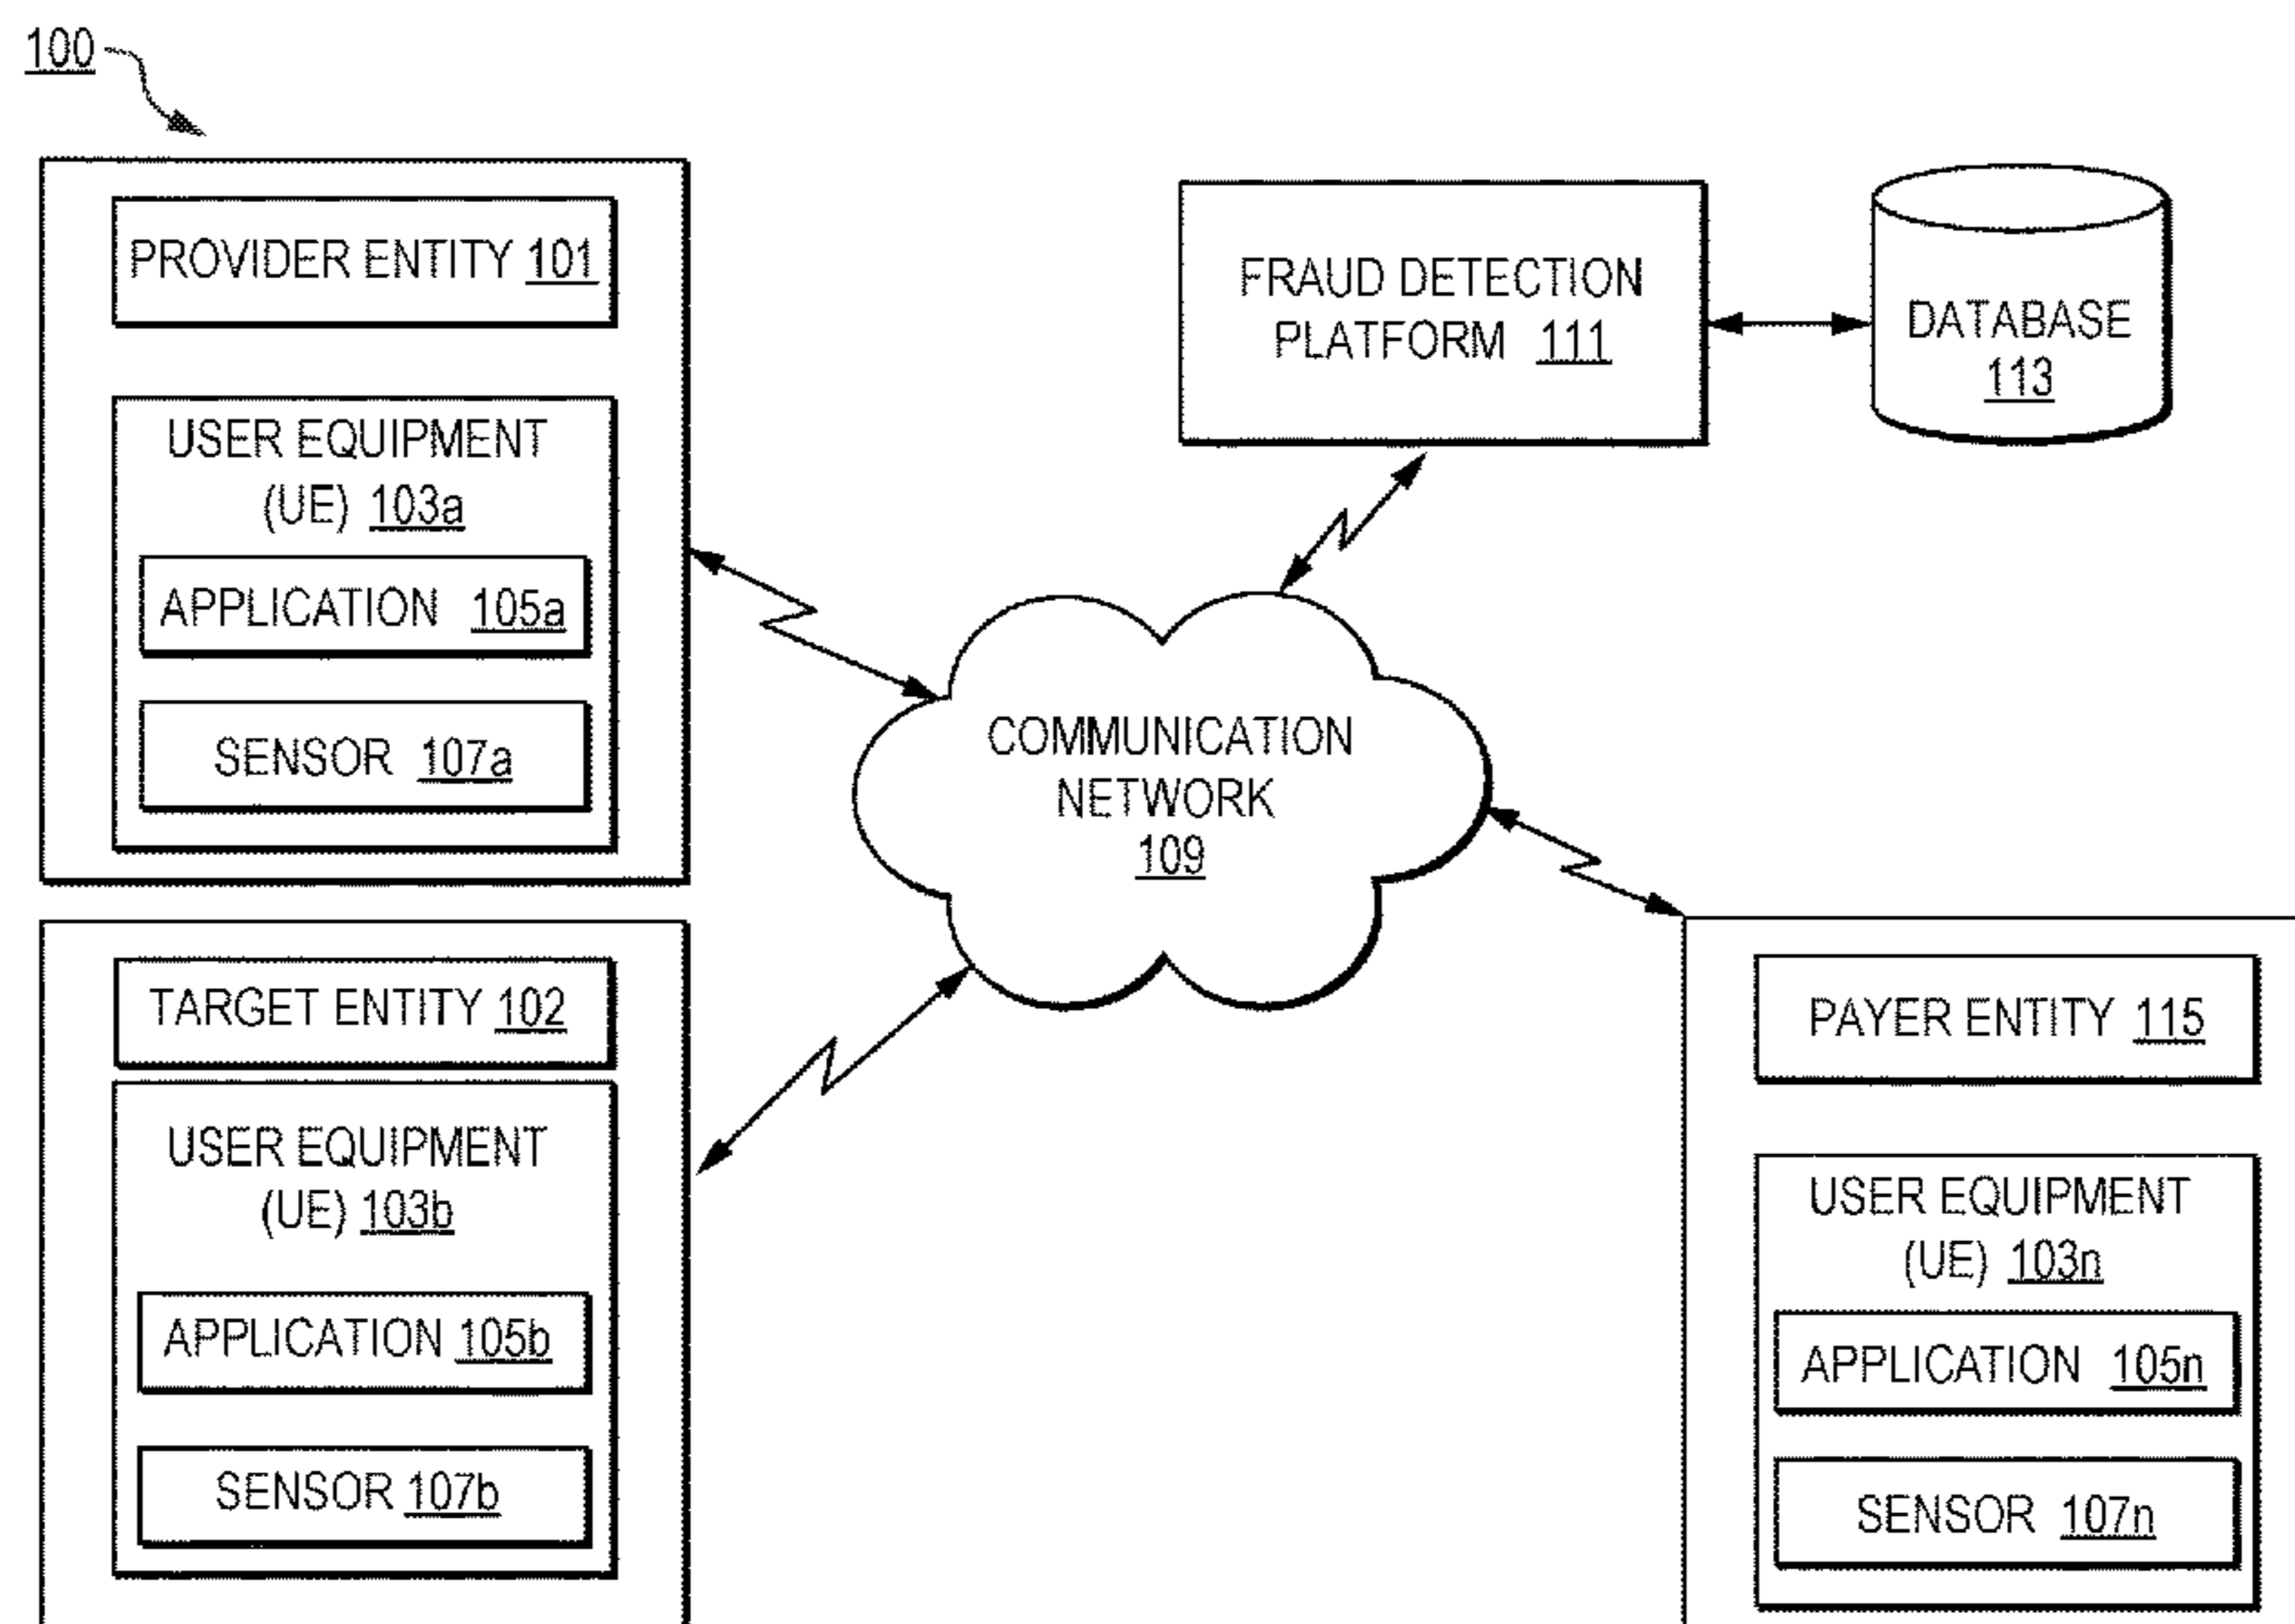 100
PROVIDER ENTITY 101
USER EQUIPMENT
(UE) 103a
APPLICATION 105a
SENSOR 107a
FRAUD DETECTION
PLATFORM 111
DATABASE
113
COMMUNICATION
NETWORK
109
TARGET ENTITY 102
USER EQUIPMENT
(UE) 103b
APPLICATION 105b
SENSOR 107b
PAYER ENTITY 115
USER EQUIPMENT
(UE) 103n
APPLICATION 105n
SENSOR 107n